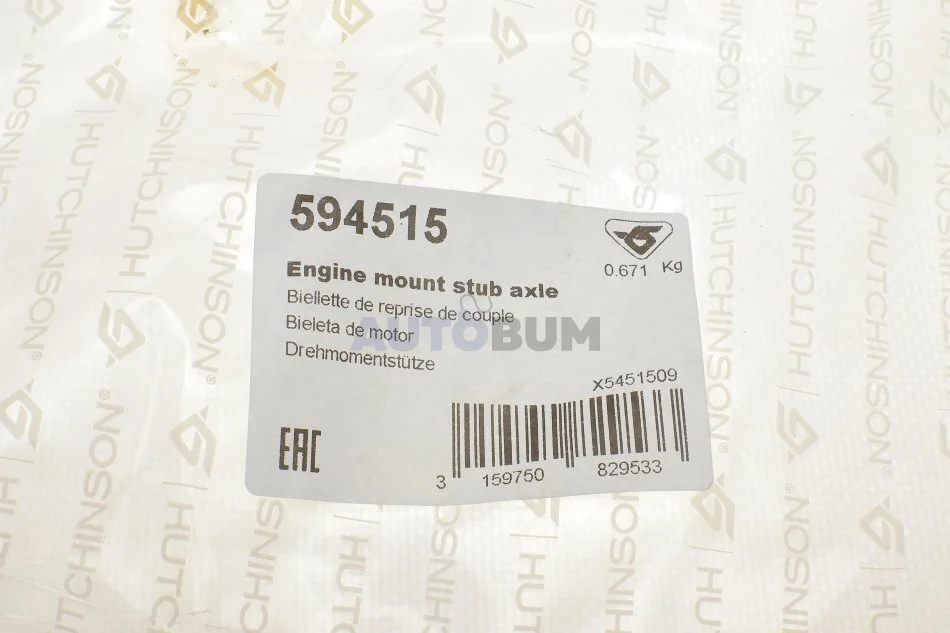 594515
0.671 Kg
Engine mount stub axle
Biellette de reprise de couple
Bieleta de motor
Drehmomentstütze
AUTOBUM
X5451509
EAC
3 159750 829533
HUTCHINSON®